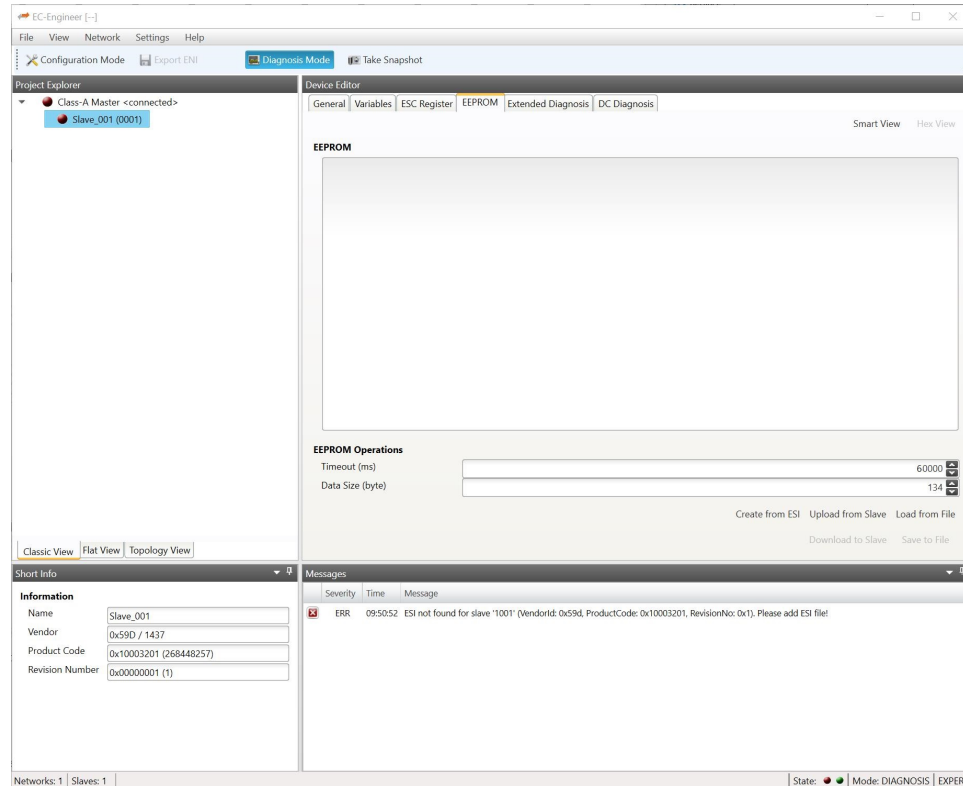 EC-Engineer [--]
File View Network Settings Help
Configuration Mode Export ENI Diagnosis Mode Take Snapshot
Project Explorer
Class-A Master <connected>
Slave_001 (0001)
Classic View Flat View Topology View
Device Editor
General Variables ESC Register EEPROM Extended Diagnosis DC Diagnosis
Smart View Hex View
EEPROM
EEPROM Operations
Timeout (ms) 60000
Data Size (byte) 134
Create from ESI Upload from Slave Load from File
Download to Slave Save to File
Short Info
Information
Name Slave_001
Vendor 0x59D / 1437
Product Code 0x10003201 (268448257)
Revision Number 0x00000001 (1)
Messages
Severity Time Message
ERR 09:50:52 ESI not found for slave '1001' (VendorId: 0x59d, ProductCode: 0x10003201, RevisionNo: 0x1). Please add ESI file!
Networks: 1 Slaves: 1
State: Mode: DIAGNOSIS EXPER